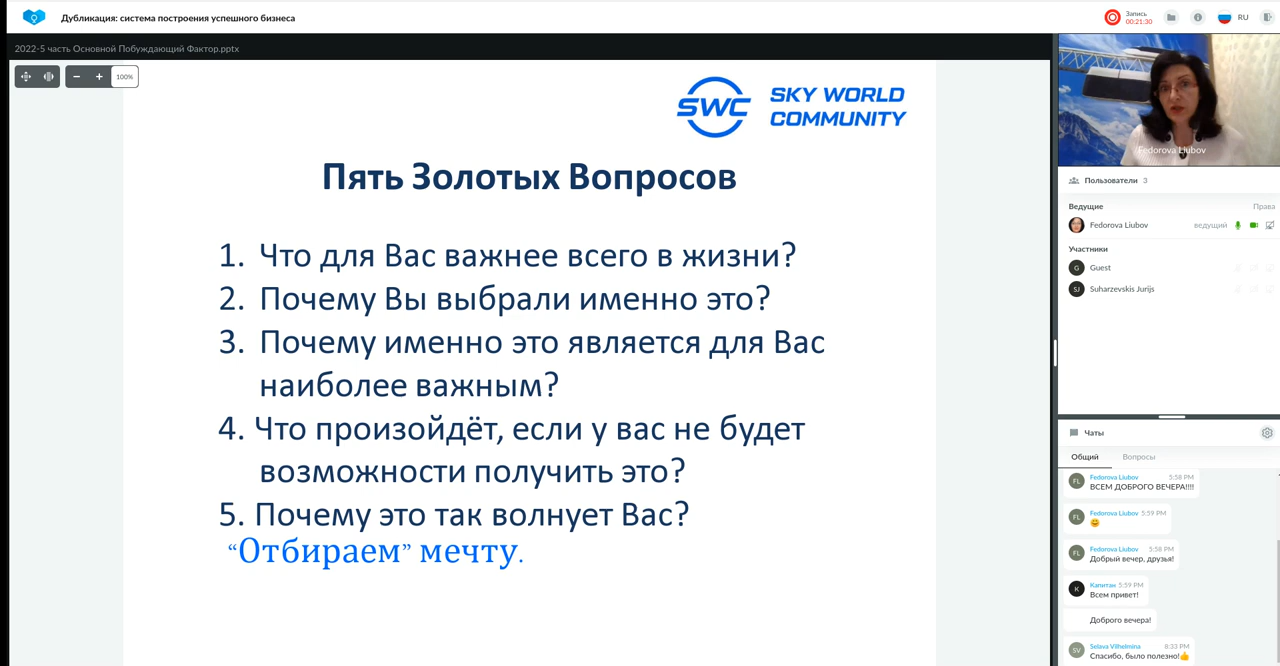 Дубликация: система построения успешного бизнеса
Запись
00:21:30
RU
2022-5 часть Основной Побуждающий Фактор.pptx
100%
SWC
SKY WORLD
COMMUNITY
Пять Золотых Вопросов
1. Что для Вас важнее всего в жизни?
2. Почему Вы выбрали именно это?
3. Почему именно это является для Вас
наиболее важным?
4. Что произойдёт, если у вас не будет
возможности получить это?
5. Почему это так волнует Вас?
“Отбираем” мечту.
Fedorova Liubov
Пользователи 3
Ведущие Права
Fedorova Liubov ведущий
Участники
G Guest
SJ Suharzevskis Jurijs
Чаты
Общий Вопросы
FL Fedorova Liubov 5:58 PM
ВСЕМ ДОБРОГО ВЕЧЕРА!!!!
FL Fedorova Liubov 5:59 PM
😊
FL Fedorova Liubov 5:58 PM
Добрый вечер, друзья!
K Капитан 5:59 PM
Всем привет!
Доброго вечера!
SV Selava Vilhelmina 8:33 PM
Спасибо, было полезно!👍